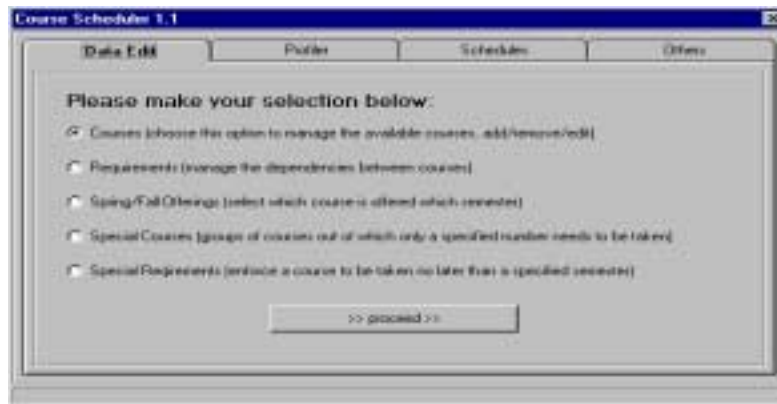 Course Scheduler 1.1
Data Edit Profiler Schedules Others
Please make your selection below:
Courses (choose this option to manage the available courses, add/remove/edit)
Requirements (manage the dependencies between courses)
Spring/Fall Offerings (select which course is offered which semester)
Special Courses (groups of courses out of which only a specified number needs to be taken)
Special Reqirements (enforce a course to be taken no later than a specified semester)
>> proceed >>